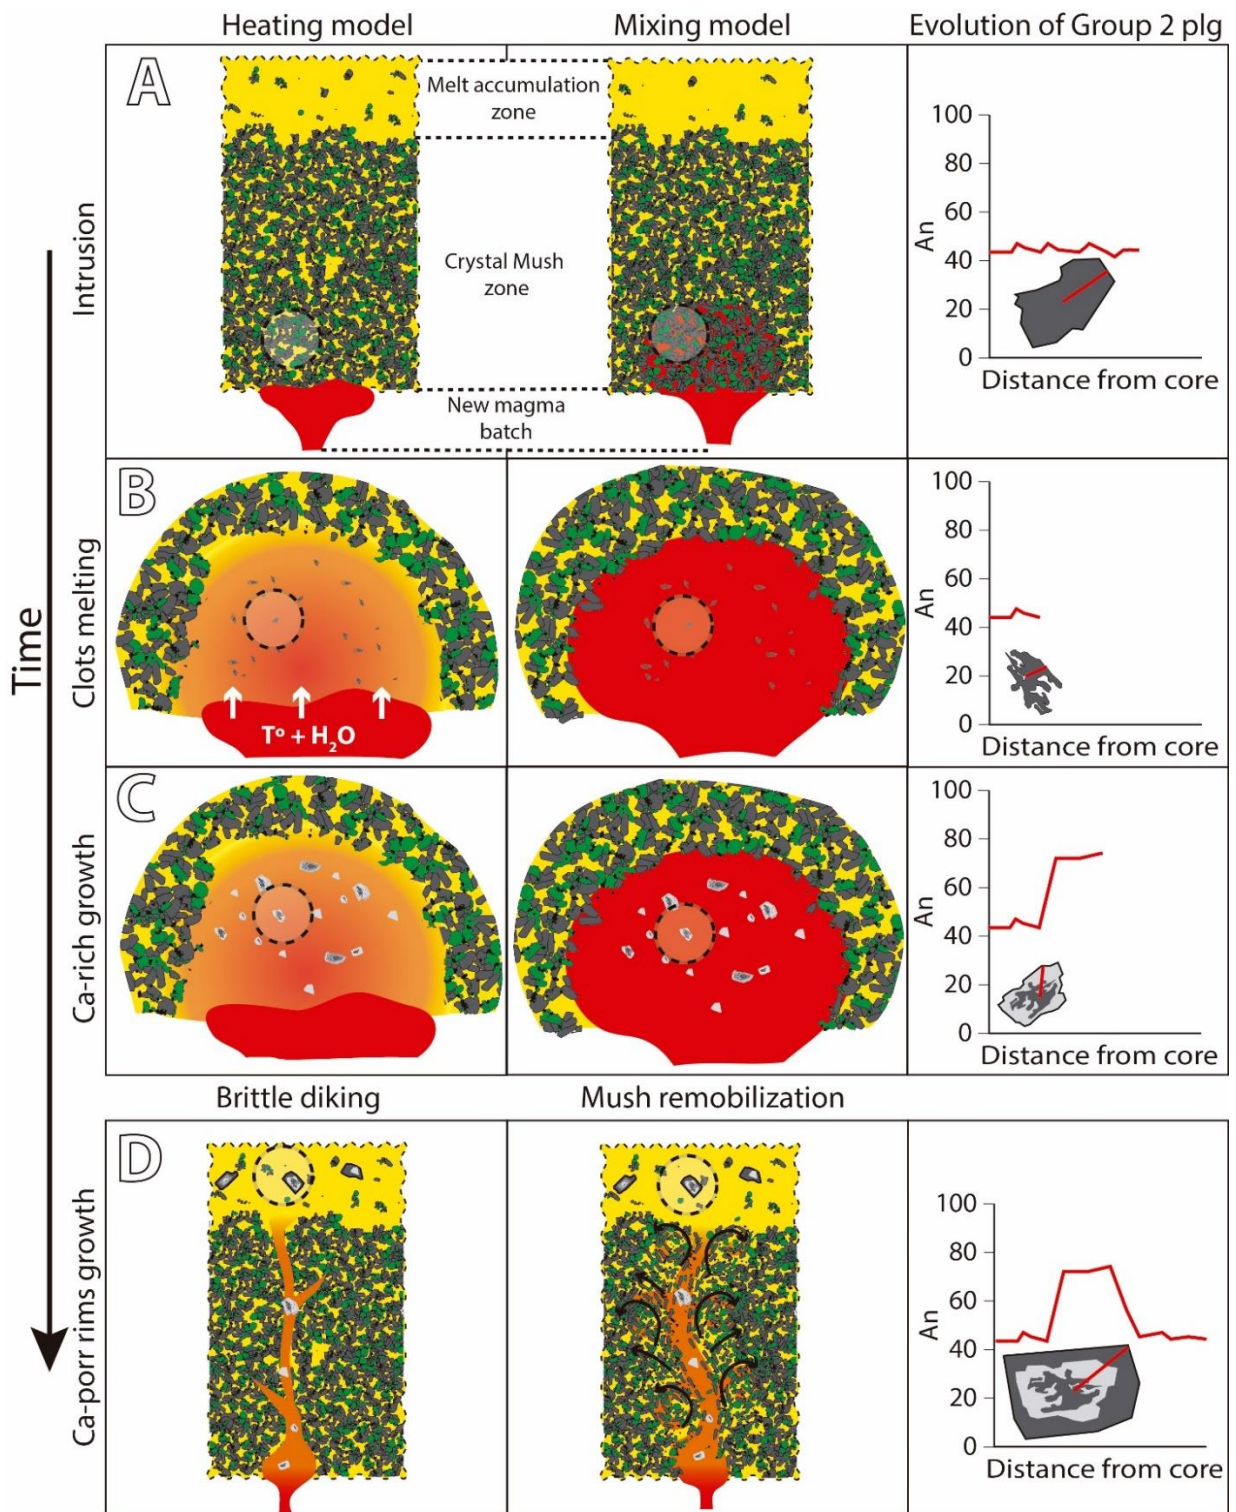 Heating model
Mixing model
Evolution of Group 2 plg
Time
Intrusion
A
Melt accumulation
zone
Crystal Mush
zone
New magma
batch
An
100
80
60
40
20
0
Distance from core
Clots melting
B
T° + H₂O
An
100
80
60
40
20
0
Distance from core
Ca-rich growth
C
An
100
80
60
40
20
0
Distance from core
Brittle diking
Mush remobilization
Ca-porr rims growth
D
An
100
80
60
40
20
0
Distance from core